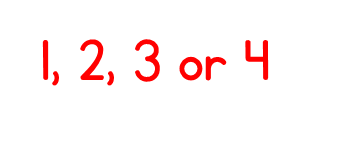 1, 2, 3 or 4